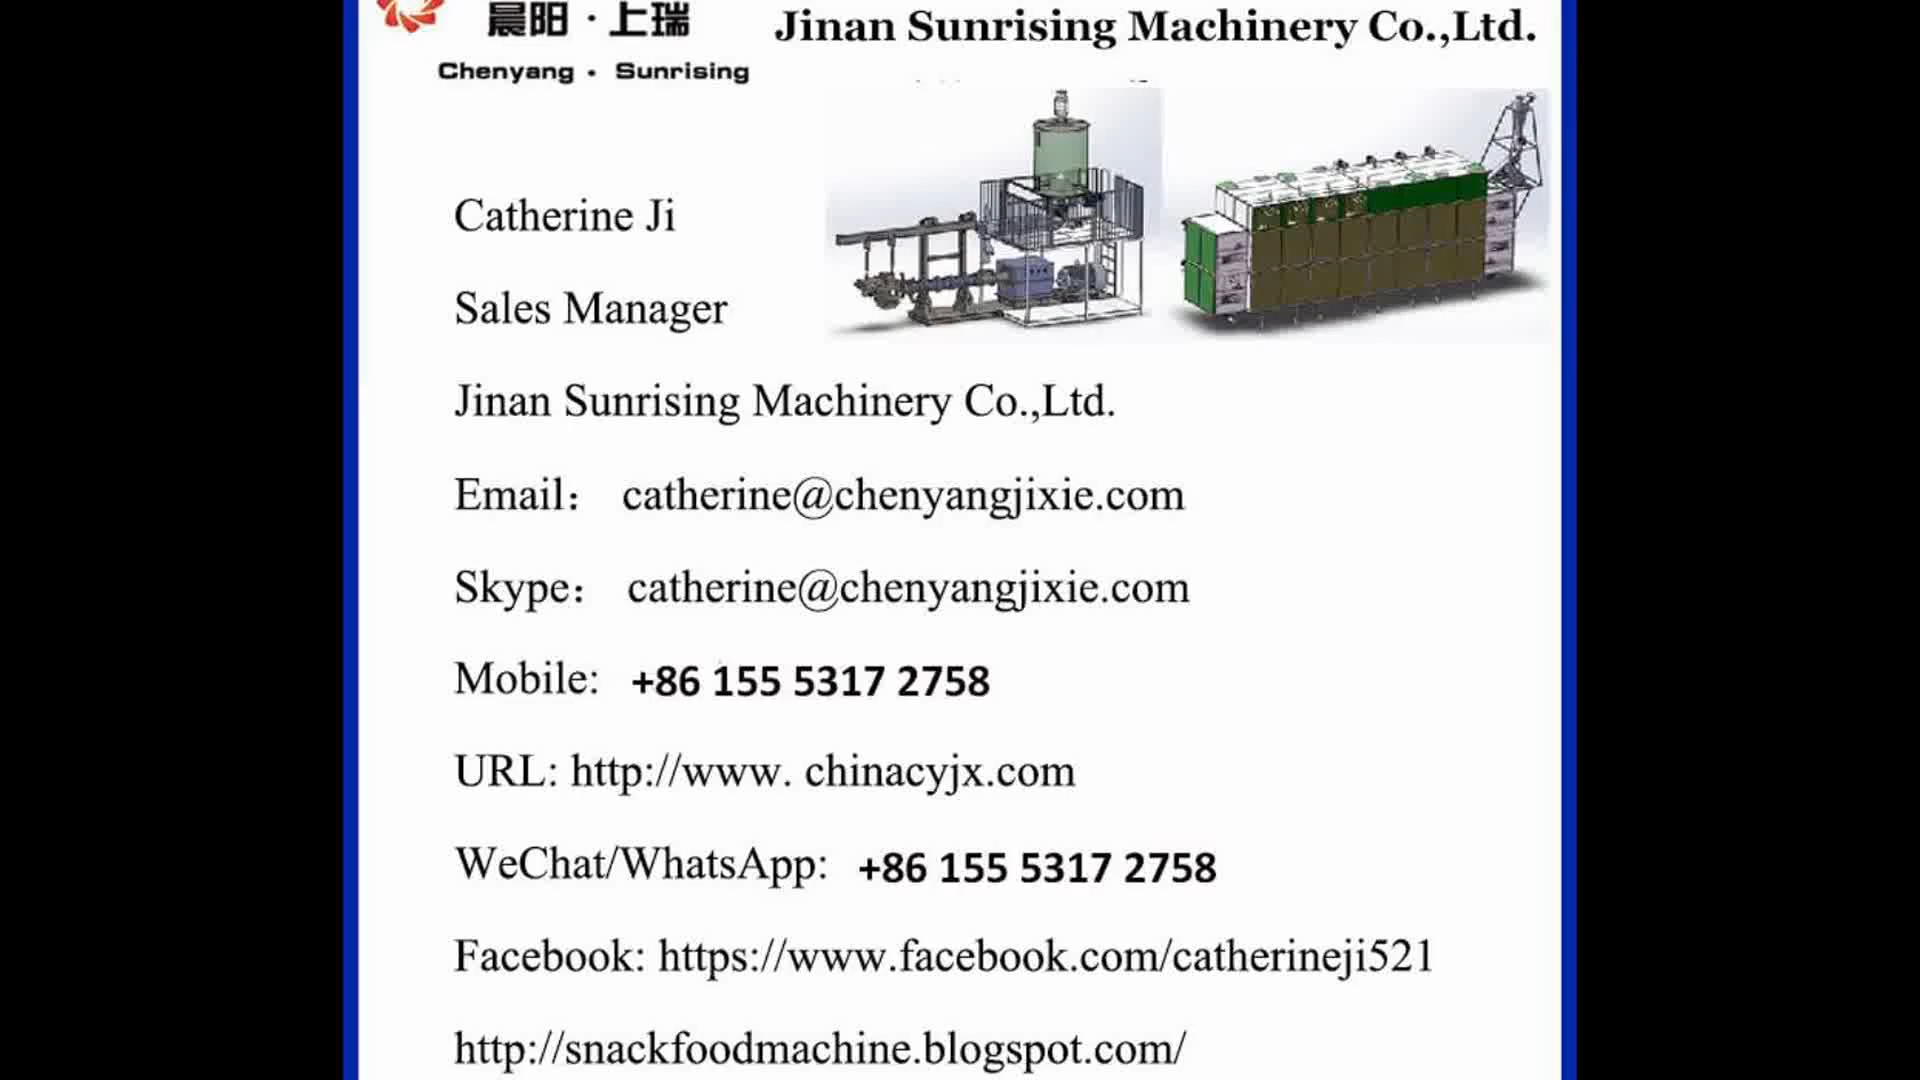 晨阳 · 上瑞
Jinan Sunrising Machinery Co.,Ltd.
Chenyang · Sunrising
Catherine Ji
Sales Manager
Jinan Sunrising Machinery Co.,Ltd.
Email： catherine@chenyangjixie.com
Skype： catherine@chenyangjixie.com
Mobile: +86 155 5317 2758
URL: http://www. chinacyjx.com
WeChat/WhatsApp: +86 155 5317 2758
Facebook: https://www.facebook.com/catherineji521
http://snackfoodmachine.blogspot.com/